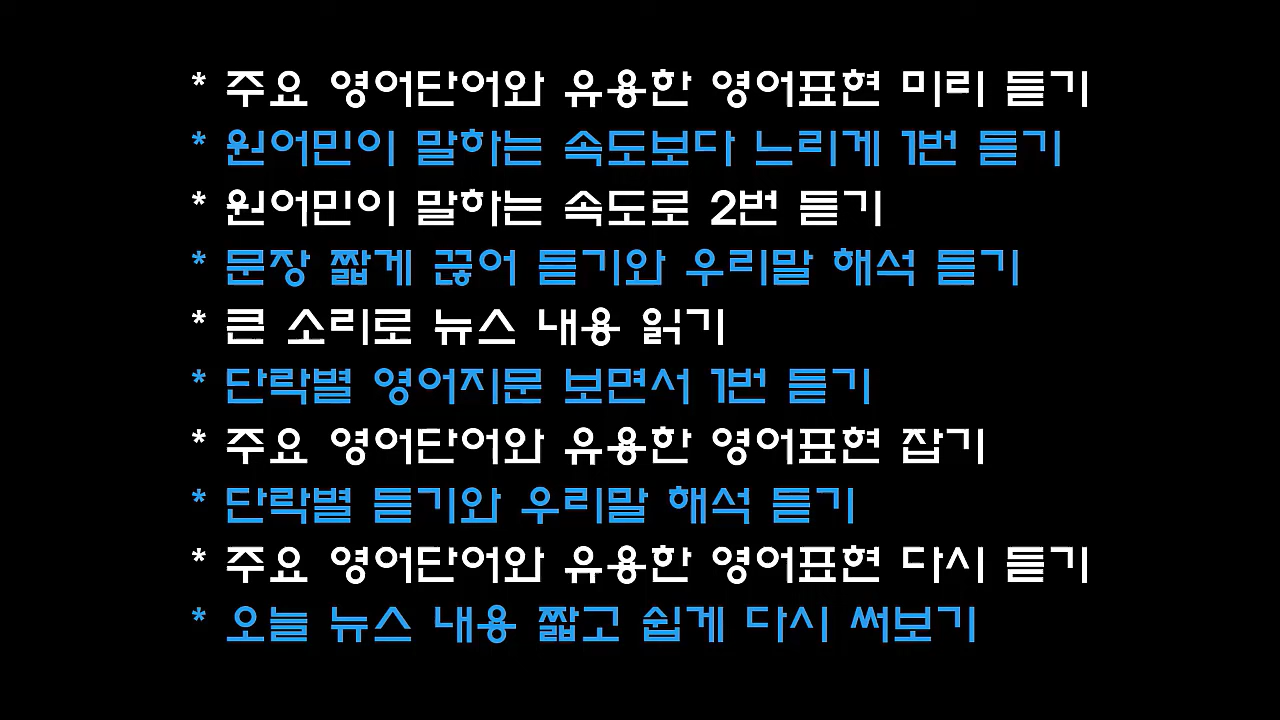 * 주요 영어단어와 유용한 영어표현 미리 듣기
* 원어민이 말하는 속도보다 느리게 1번 듣기
* 원어민이 말하는 속도로 2번 듣기
* 문장 짧게 끊어 듣기와 우리말 해석 듣기
* 큰 소리로 뉴스 내용 읽기
* 단락별 영어지문 보면서 1번 듣기
* 주요 영어단어와 유용한 영어표현 잡기
* 단락별 듣기와 우리말 해석 듣기
* 주요 영어단어와 유용한 영어표현 다시 듣기
* 오늘 뉴스 내용 짧고 쉽게 다시 써보기